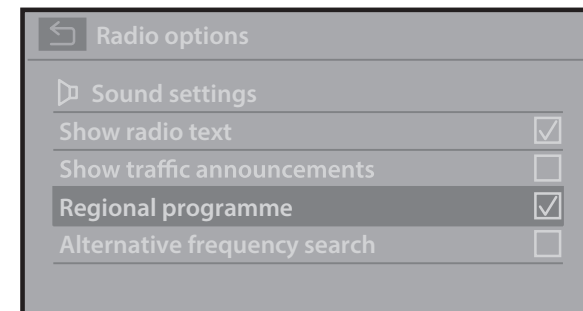 Radio options
Sound settings
Show radio text
Show traffic announcements
Regional programme
Alternative frequency search